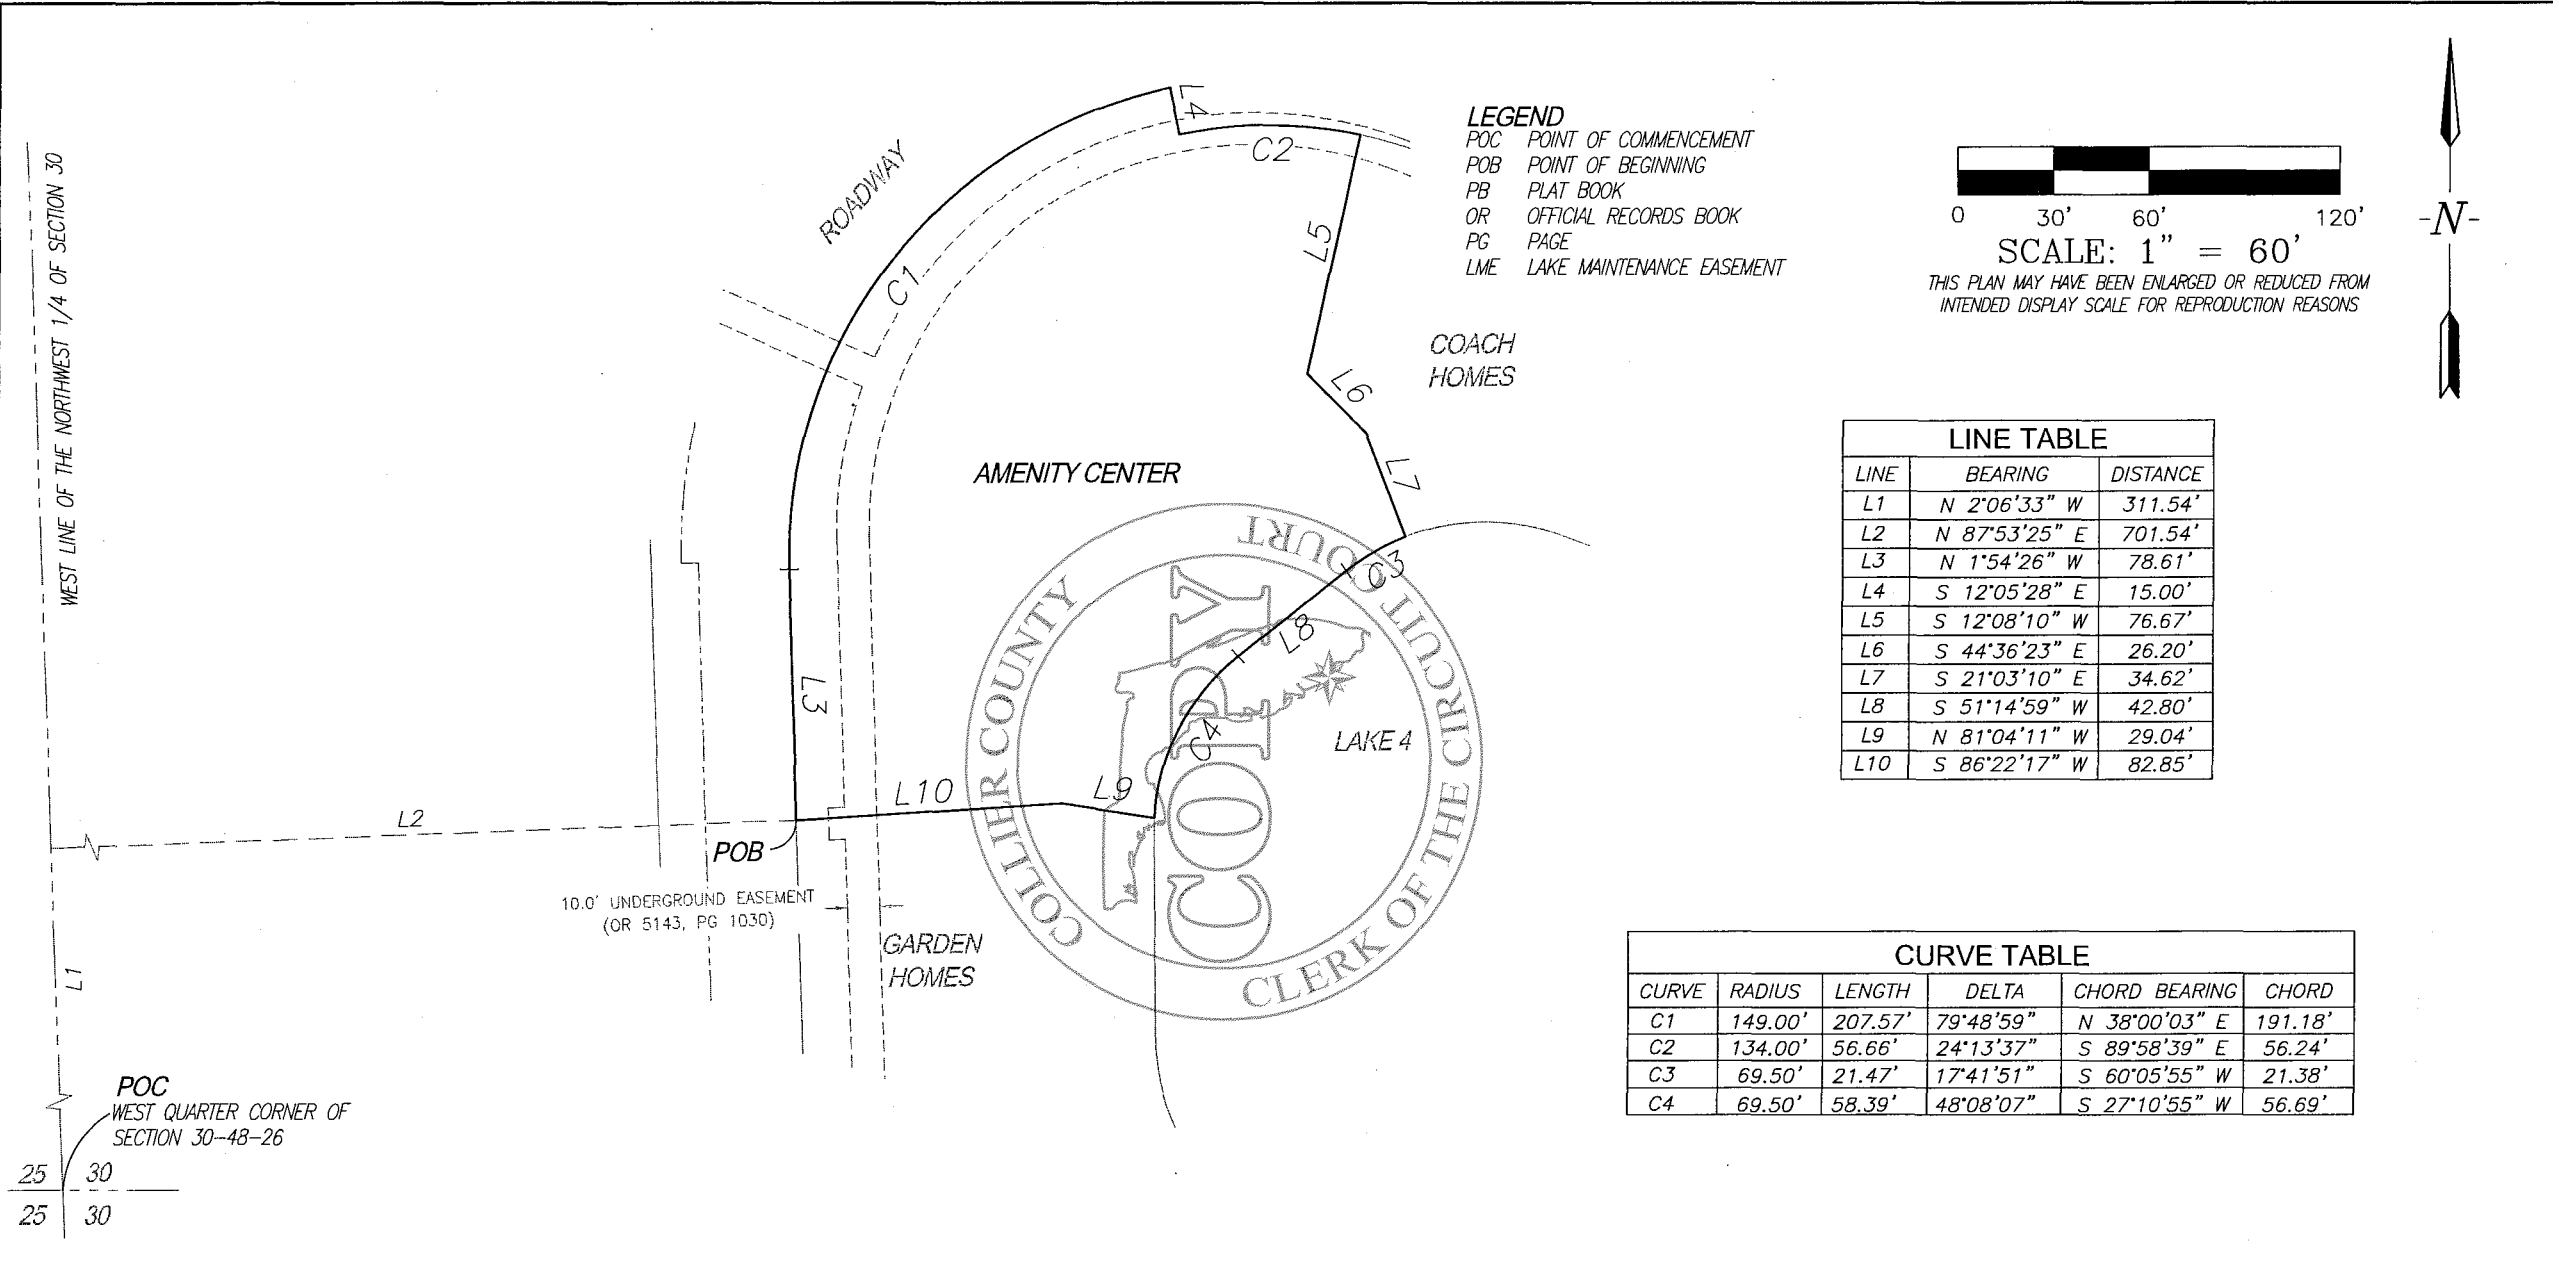 WEST LINE OF THE NORTHWEST 1/4 OF SECTION 30
ROADWAY
C1
L4
C2
L5
L6
L7
C3
L8
C4
L3
L10
L9
L2
L1
AMENITY CENTER
COACH
HOMES
LAKE 4
POB
10.0' UNDERGROUND EASEMENT
(OR 5143, PG 1030)
GARDEN
HOMES
POC
WEST QUARTER CORNER OF
SECTION 30-48-26
25 30
25 30
COLLIER COUNTY
CLERK OF THE CIRCUIT COURT
COPY
LEGEND
POC POINT OF COMMENCEMENT
POB POINT OF BEGINNING
PB PLAT BOOK
OR OFFICIAL RECORDS BOOK
PG PAGE
LME LAKE MAINTENANCE EASEMENT
0 30' 60' 120'
SCALE: 1" = 60'
THIS PLAN MAY HAVE BEEN ENLARGED OR REDUCED FROM
INTENDED DISPLAY SCALE FOR REPRODUCTION REASONS
-N-
LINE TABLE
LINE BEARING DISTANCE
L1 N 2°06'33" W 311.54'
L2 N 87°53'25" E 701.54'
L3 N 1°54'26" W 78.61'
L4 S 12°05'28" E 15.00'
L5 S 12°08'10" W 76.67'
L6 S 44°36'23" E 26.20'
L7 S 21°03'10" E 34.62'
L8 S 51°14'59" W 42.80'
L9 N 81°04'11" W 29.04'
L10 S 86°22'17" W 82.85'
CURVE TABLE
CURVE RADIUS LENGTH DELTA CHORD BEARING CHORD
C1 149.00' 207.57' 79°48'59" N 38°00'03" E 191.18'
C2 134.00' 56.66' 24°13'37" S 89°58'39" E 56.24'
C3 69.50' 21.47' 17°41'51" S 60°05'55" W 21.38'
C4 69.50' 58.39' 48°08'07" S 27°10'55" W 56.69'